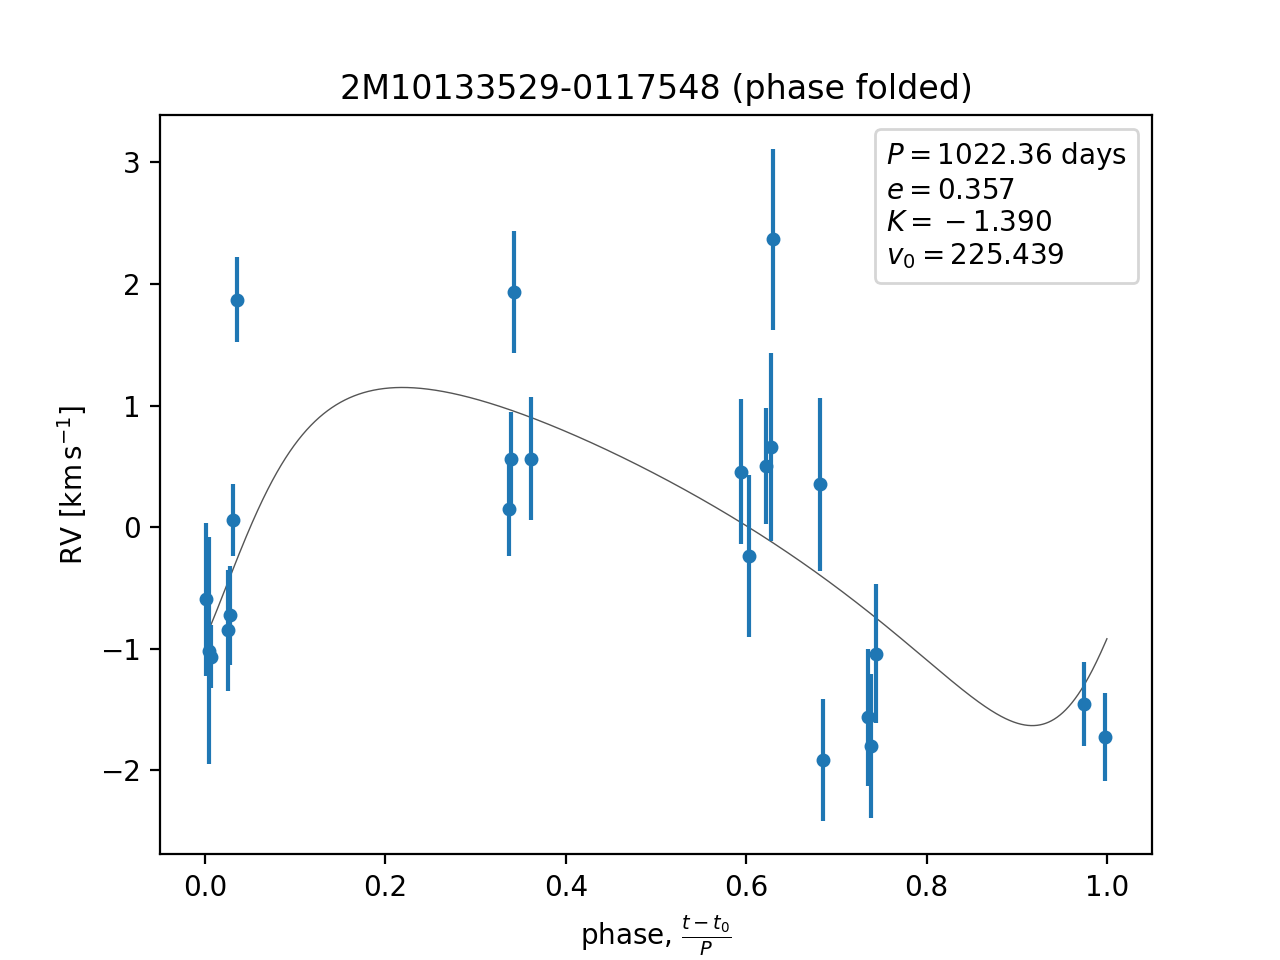 2M10133529-0117548 (phase folded)
P = 1022.36 days
e = 0.357
K = −1.390
v₀ = 225.439
3
2
1
0
−1
−2
RV [km s⁻¹]
0.0 0.2 0.4 0.6 0.8 1.0
phase, (t − t₀)/P